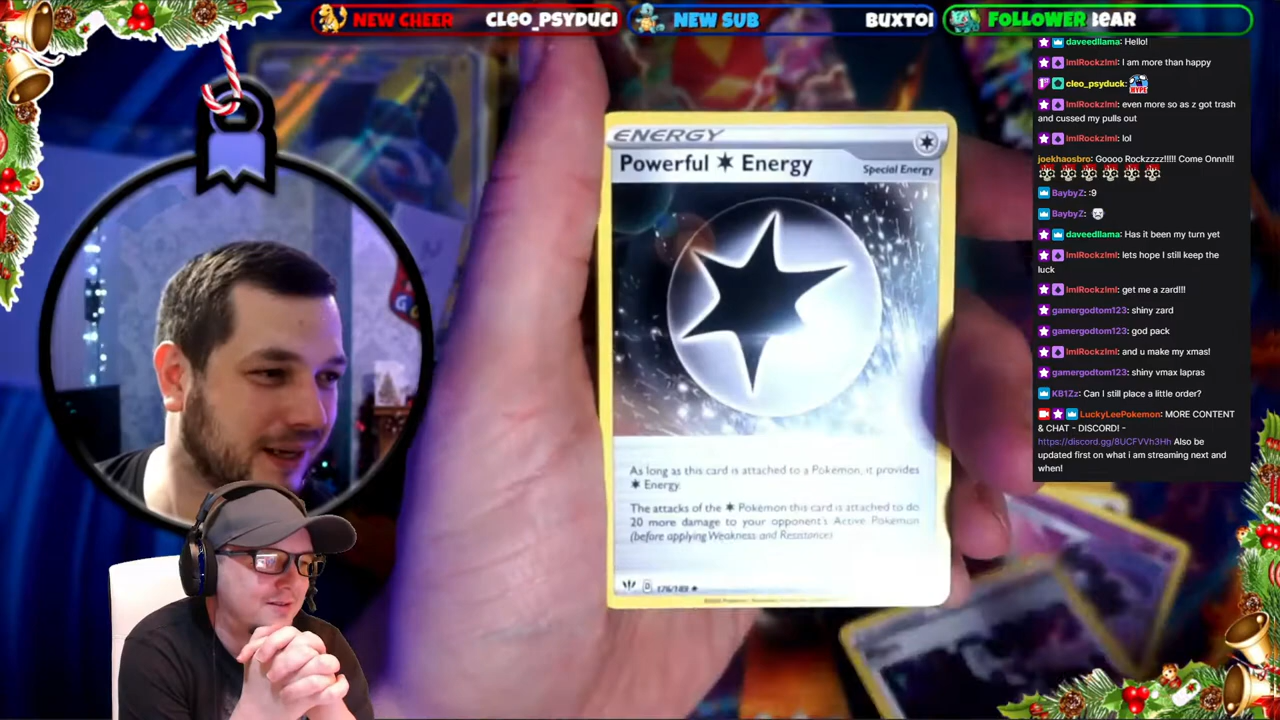 NEW CHEER CLEO_PSYDUCI
NEW SUB BUXTOI
FOLLOWER BEAR
ENERGY
Powerful Energy
Special Energy
As long as this card is attached to a Pokémon, it provides
Energy.
The attacks of the Pokémon this card is attached to do
20 more damage to your opponent's Active Pokémon
(before applying Weakness and Resistance)
D 176/189
daveedllama: Hello!
ImIRockzImI: I am more than happy
cleo_psyduck: HYPE
ImIRockzImI: even more so as z got trash
and cussed my pulls out
ImIRockzImI: lol
joekhaosbro: Goooo Rockzzzz!!!!! Come Onnn!!!
BaybyZ: :9
BaybyZ:
daveedllama: Has it been my turn yet
ImIRockzImI: lets hope I still keep the
luck
ImIRockzImI: get me a zard!!!
gamergodtom123: shiny zard
gamergodtom123: god pack
ImIRockzImI: and u make my xmas!
gamergodtom123: shiny vmax lapras
KB1Zz: Can I still place a little order?
LuckyLeePokemon: MORE CONTENT
& CHAT - DISCORD! -
https://discord.gg/8UCFVVh3Hh Also be
updated first on what i am streaming next and
when!